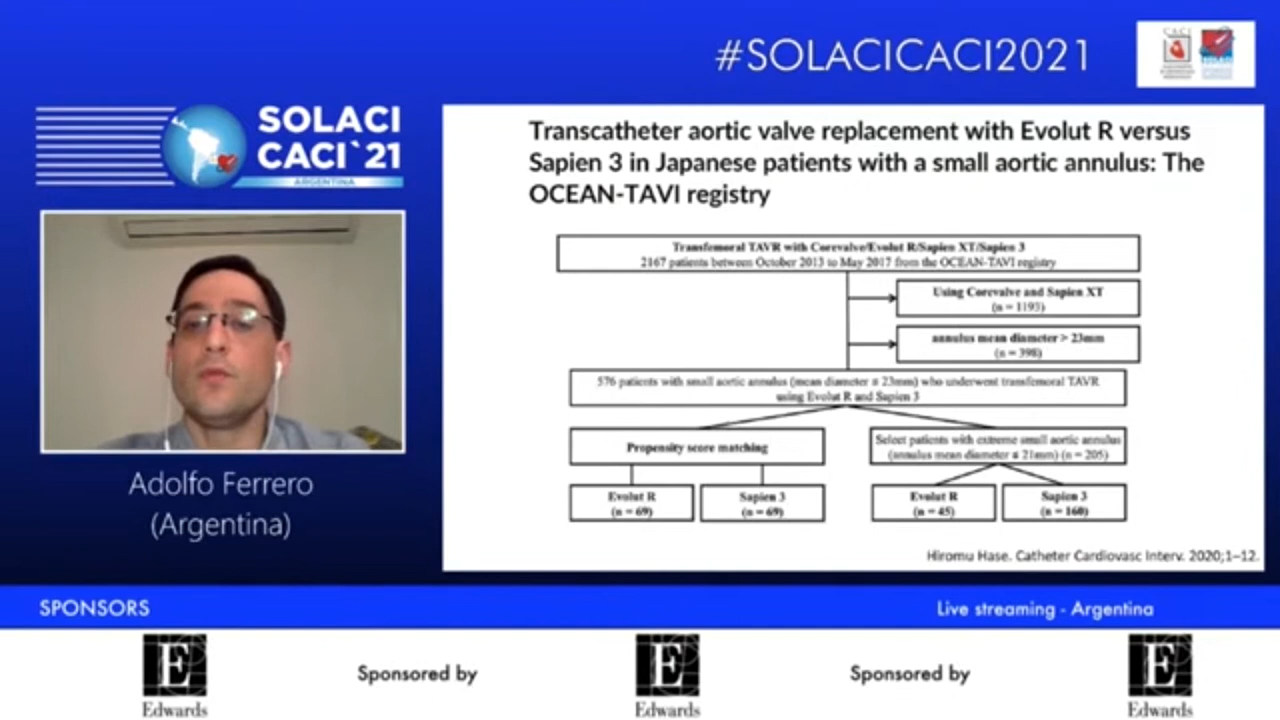 #SOLACICACI2021
CACI
SOLACI
CACI`21
ARGENTINA
Transcatheter aortic valve replacement with Evolut R versus
Sapien 3 in Japanese patients with a small aortic annulus: The
OCEAN-TAVI registry
Transfemoral TAVR with Corevalve/Evolut R/Sapien XT/Sapien 3
2167 patients between October 2013 to May 2017 from the OCEAN-TAVI registry
Using Corevalve and Sapien XT
(n = 1193)
annulus mean diameter > 23mm
(n = 398)
576 patients with small aortic annulus (mean diameter ≤ 23mm) who underwent transfemoral TAVR
using Evolut R and Sapien 3
Propensity score matching
Select patients with extreme small aortic annulus
(annulus mean diameter ≤ 21mm) (n = 205)
Evolut R
(n = 69)
Sapien 3
(n = 69)
Evolut R
(n = 45)
Sapien 3
(n = 160)
Hiromu Hase. Catheter Cardiovasc Interv. 2020;1–12.
Adolfo Ferrero
(Argentina)
SPONSORS
Live streaming - Argentina
E
Edwards
Sponsored by
E
Edwards
Sponsored by
E
Edwards